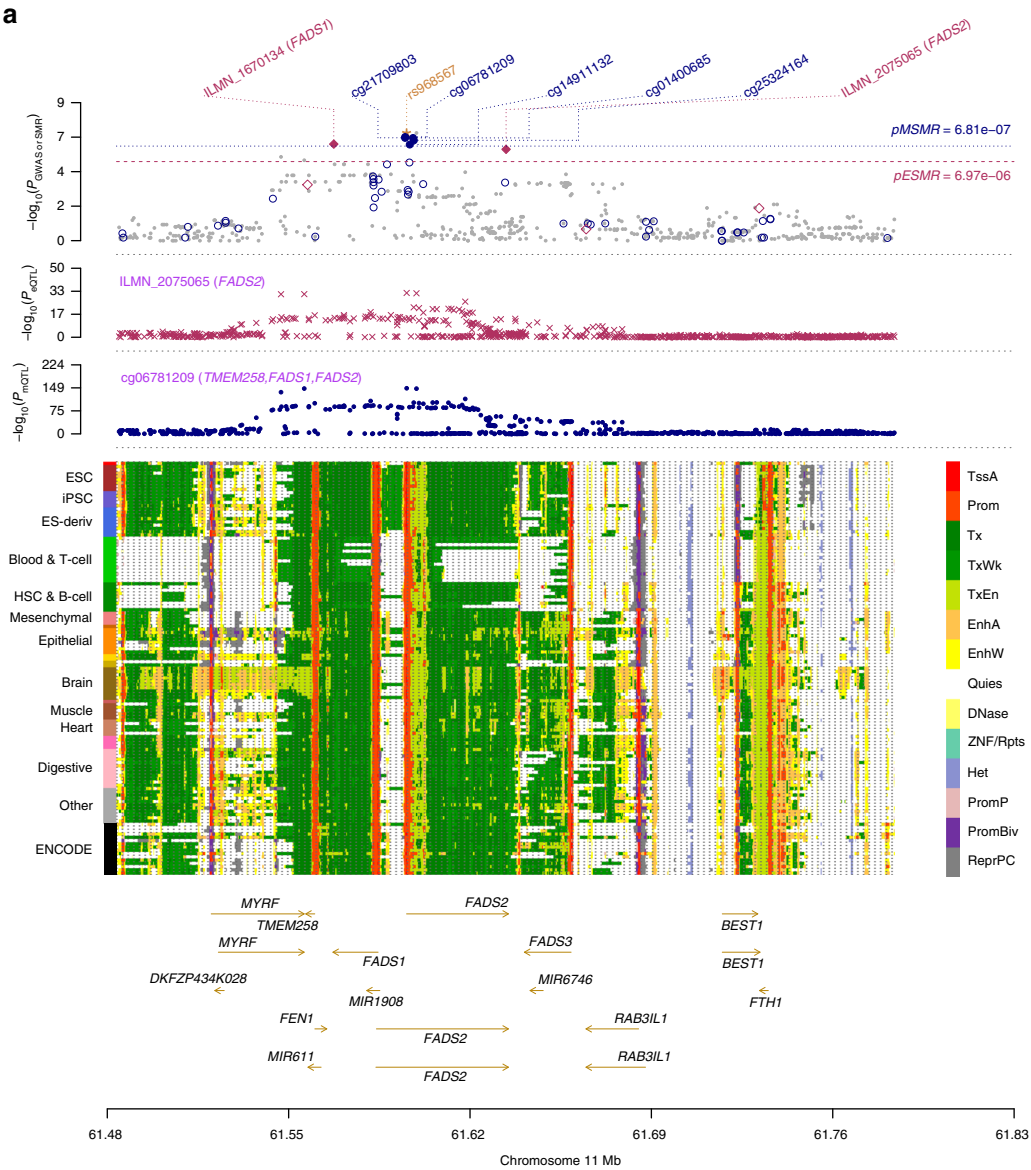 a
ILMN_1670134 (FADS1)
cg21709803
rs968567
cg06781209
cg14911132
cg01400685
cg25324164
ILMN_2075065 (FADS2)
−log10(PGWAS or SMR)
9
7
4
2
0
pMSMR = 6.81e−07
pESMR = 6.97e−06
−log10(PeQTL)
50
33
17
0
ILMN_2075065 (FADS2)
−log10(PmQTL)
224
149
75
0
cg06781209 (TMEM258,FADS1,FADS2)
ESC
iPSC
ES-deriv
Blood & T-cell
HSC & B-cell
Mesenchymal
Epithelial
Brain
Muscle
Heart
Digestive
Other
ENCODE
TssA
Prom
Tx
TxWk
TxEn
EnhA
EnhW
Quies
DNase
ZNF/Rpts
Het
PromP
PromBiv
ReprPC
MYRF
FADS2
TMEM258
BEST1
MYRF
FADS1
FADS3
BEST1
DKFZP434K028
MIR1908
MIR6746
FTH1
FEN1
FADS2
RAB3IL1
MIR611
FADS2
RAB3IL1
61.48
61.55
61.62
61.69
61.76
61.83
Chromosome 11 Mb